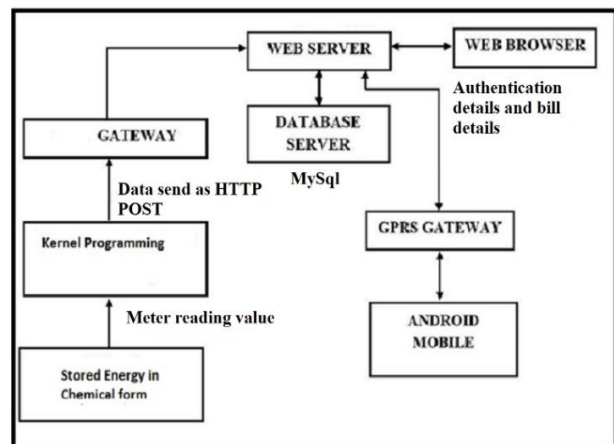 WEB SERVER
WEB BROWSER
Authentication
details and bill
details
GATEWAY
DATABASE
SERVER
MySql
Data send as HTTP
POST
GPRS GATEWAY
Kernel Programming
Meter reading value
ANDROID
MOBILE
Stored Energy in
Chemical form